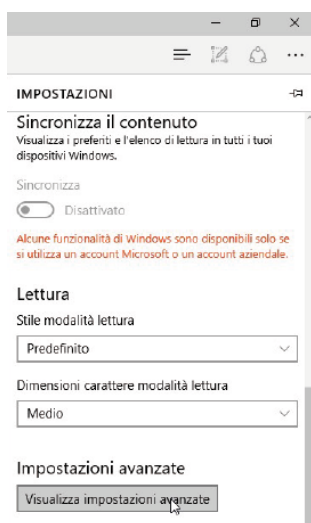 IMPOSTAZIONI
Sincronizza il contenuto
Visualizza i preferiti e l'elenco di lettura in tutti i tuoi
dispositivi Windows.
Sincronizza
Disattivato
Alcune funzionalità di Windows sono disponibili solo se
si utilizza un account Microsoft o un account aziendale.
Lettura
Stile modalità lettura
Predefinito
Dimensioni carattere modalità lettura
Medio
Impostazioni avanzate
Visualizza impostazioni avanzate